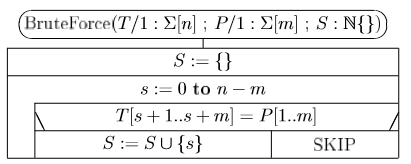 BruteForce(T/1 : Σ[n] ; P/1 : Σ[m] ; S : ℕ{})
S := {}
s := 0 to n − m
T[s + 1..s + m] = P[1..m]
S := S ∪ {s}
SKIP